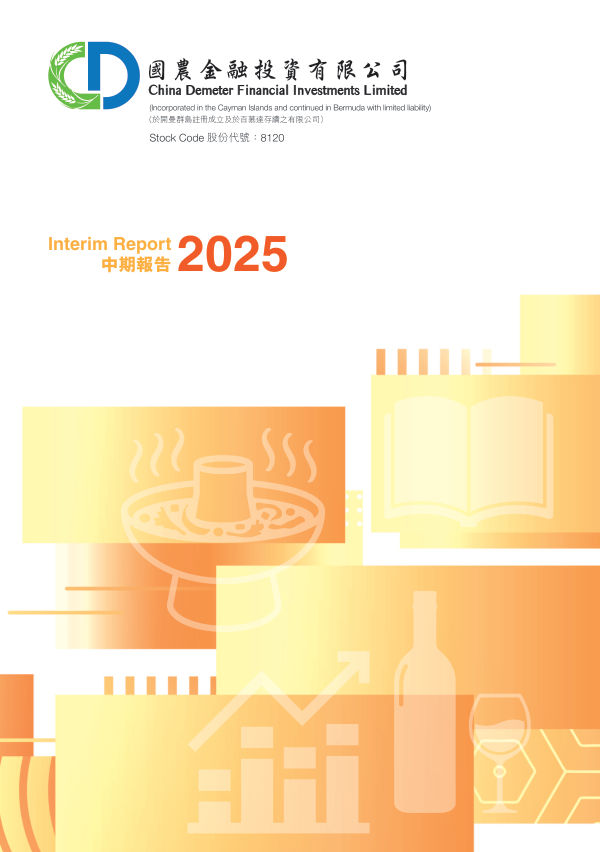 國農金融投資有限公司
China Demeter Financial Investments Limited
(Incorporated in the Cayman Islands and continued in Bermuda with limited liability)
(於開曼群島註冊成立及於百慕達存續之有限公司)
Stock Code 股份代號：8120
Interim Report
中期報告
2025